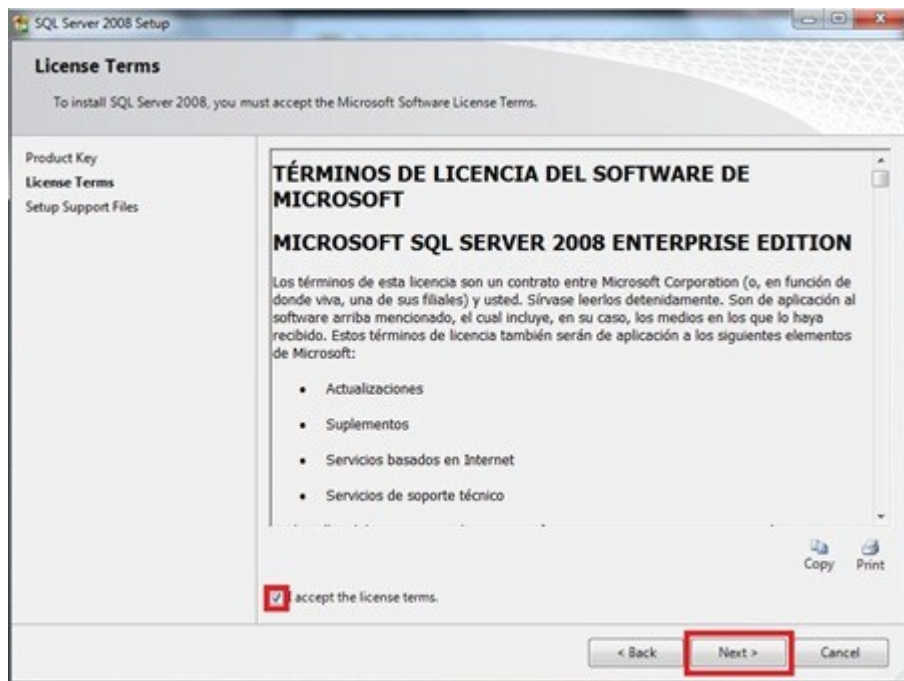 SQL Server 2008 Setup
License Terms
To install SQL Server 2008, you must accept the Microsoft Software License Terms.
Product Key
License Terms
Setup Support Files
TÉRMINOS DE LICENCIA DEL SOFTWARE DE
MICROSOFT
MICROSOFT SQL SERVER 2008 ENTERPRISE EDITION
Los términos de esta licencia son un contrato entre Microsoft Corporation (o, en función de
donde viva, una de sus filiales) y usted. Sírvase leerlos detenidamente. Son de aplicación al
software arriba mencionado, el cual incluye, en su caso, los medios en los que lo haya
recibido. Estos términos de licencia también serán de aplicación a los siguientes elementos
de Microsoft:
• Actualizaciones
• Suplementos
• Servicios basados en Internet
• Servicios de soporte técnico
Copy Print
accept the license terms.
< Back Next > Cancel